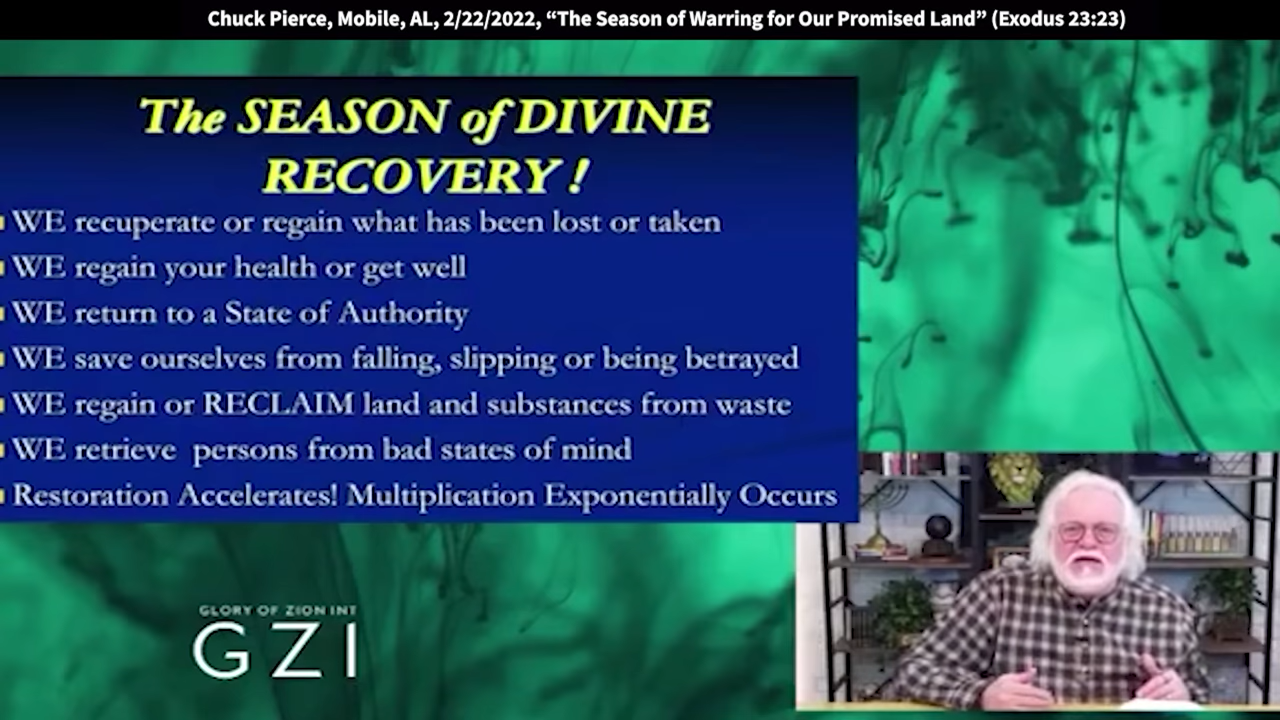 Chuck Pierce, Mobile, AL, 2/22/2022, “The Season of Warring for Our Promised Land” (Exodus 23:23)
The SEASON of DIVINE
RECOVERY !
WE recuperate or regain what has been lost or taken
WE regain your health or get well
WE return to a State of Authority
WE save ourselves from falling, slipping or being betrayed
WE regain or RECLAIM land and substances from waste
WE retrieve persons from bad states of mind
Restoration Accelerates! Multiplication Exponentially Occurs
GLORY OF ZION INT
GZI